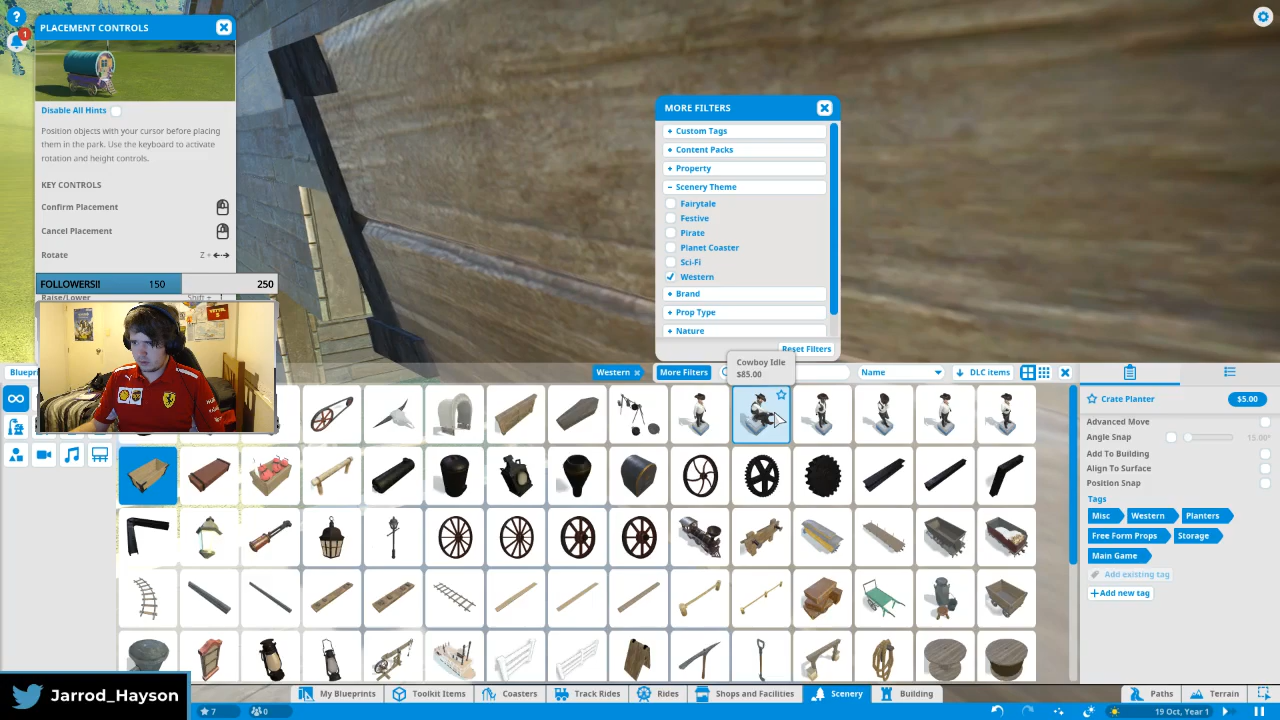 PLACEMENT CONTROLS
Disable All Hints
Position objects with your cursor before placing
them in the park. Use the keyboard to activate
rotation and height controls.
KEY CONTROLS
Confirm Placement
Cancel Placement
Rotate Z +
FOLLOWERS!! 150 250
Raise/Lower Shift +
MORE FILTERS
+ Custom Tags
+ Content Packs
+ Property
− Scenery Theme
Fairytale
Festive
Pirate
Planet Coaster
Sci-Fi
Western
+ Brand
+ Prop Type
+ Nature
Reset Filters
Cowboy Idle
$85.00
Western
More Filters
Name
DLC items
Crate Planter $5.00
Advanced Move
Angle Snap 15.00°
Add To Building
Align To Surface
Position Snap
Tags
Misc Western Planters
Free Form Props Storage
Main Game
Add existing tag
+Add new tag
Jarrod_Hayson
My Blueprints Toolkit Items Coasters Track Rides Rides Shops and Facilities Scenery Building Paths Terrain
7 0 19 Oct, Year 1